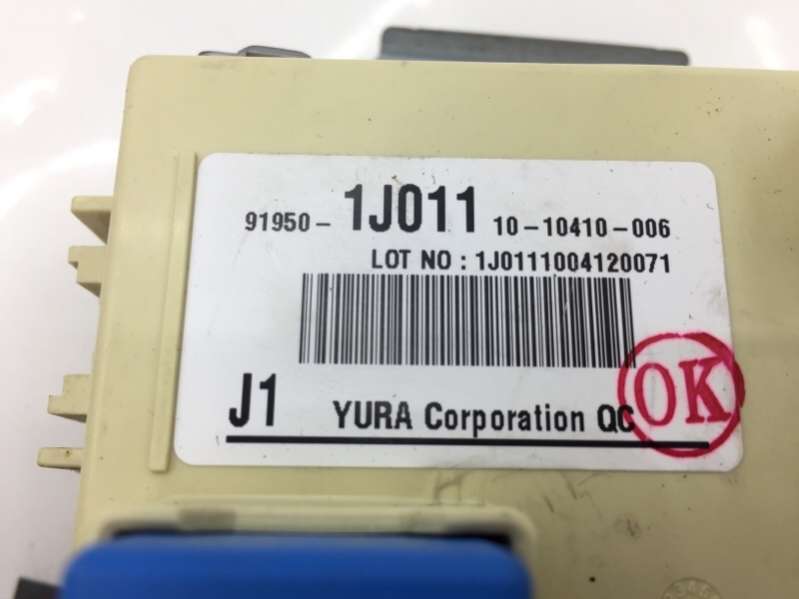 91950- 1J011 10-10410-006
LOT NO : 1J0111004120071
J1 YURA Corporation QC
OK